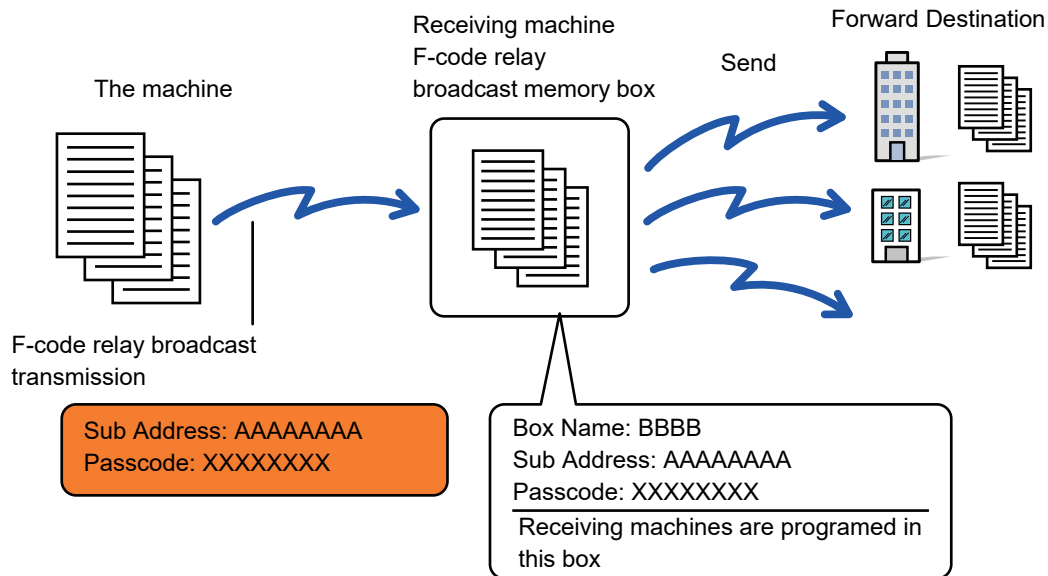 Forward Destination
Receiving machine
F-code relay
broadcast memory box
Send
The machine
F-code relay broadcast
transmission
Sub Address: AAAAAAAA
Passcode: XXXXXXXX
Box Name: BBBB
Sub Address: AAAAAAAA
Passcode: XXXXXXXX
Receiving machines are programed in
this box